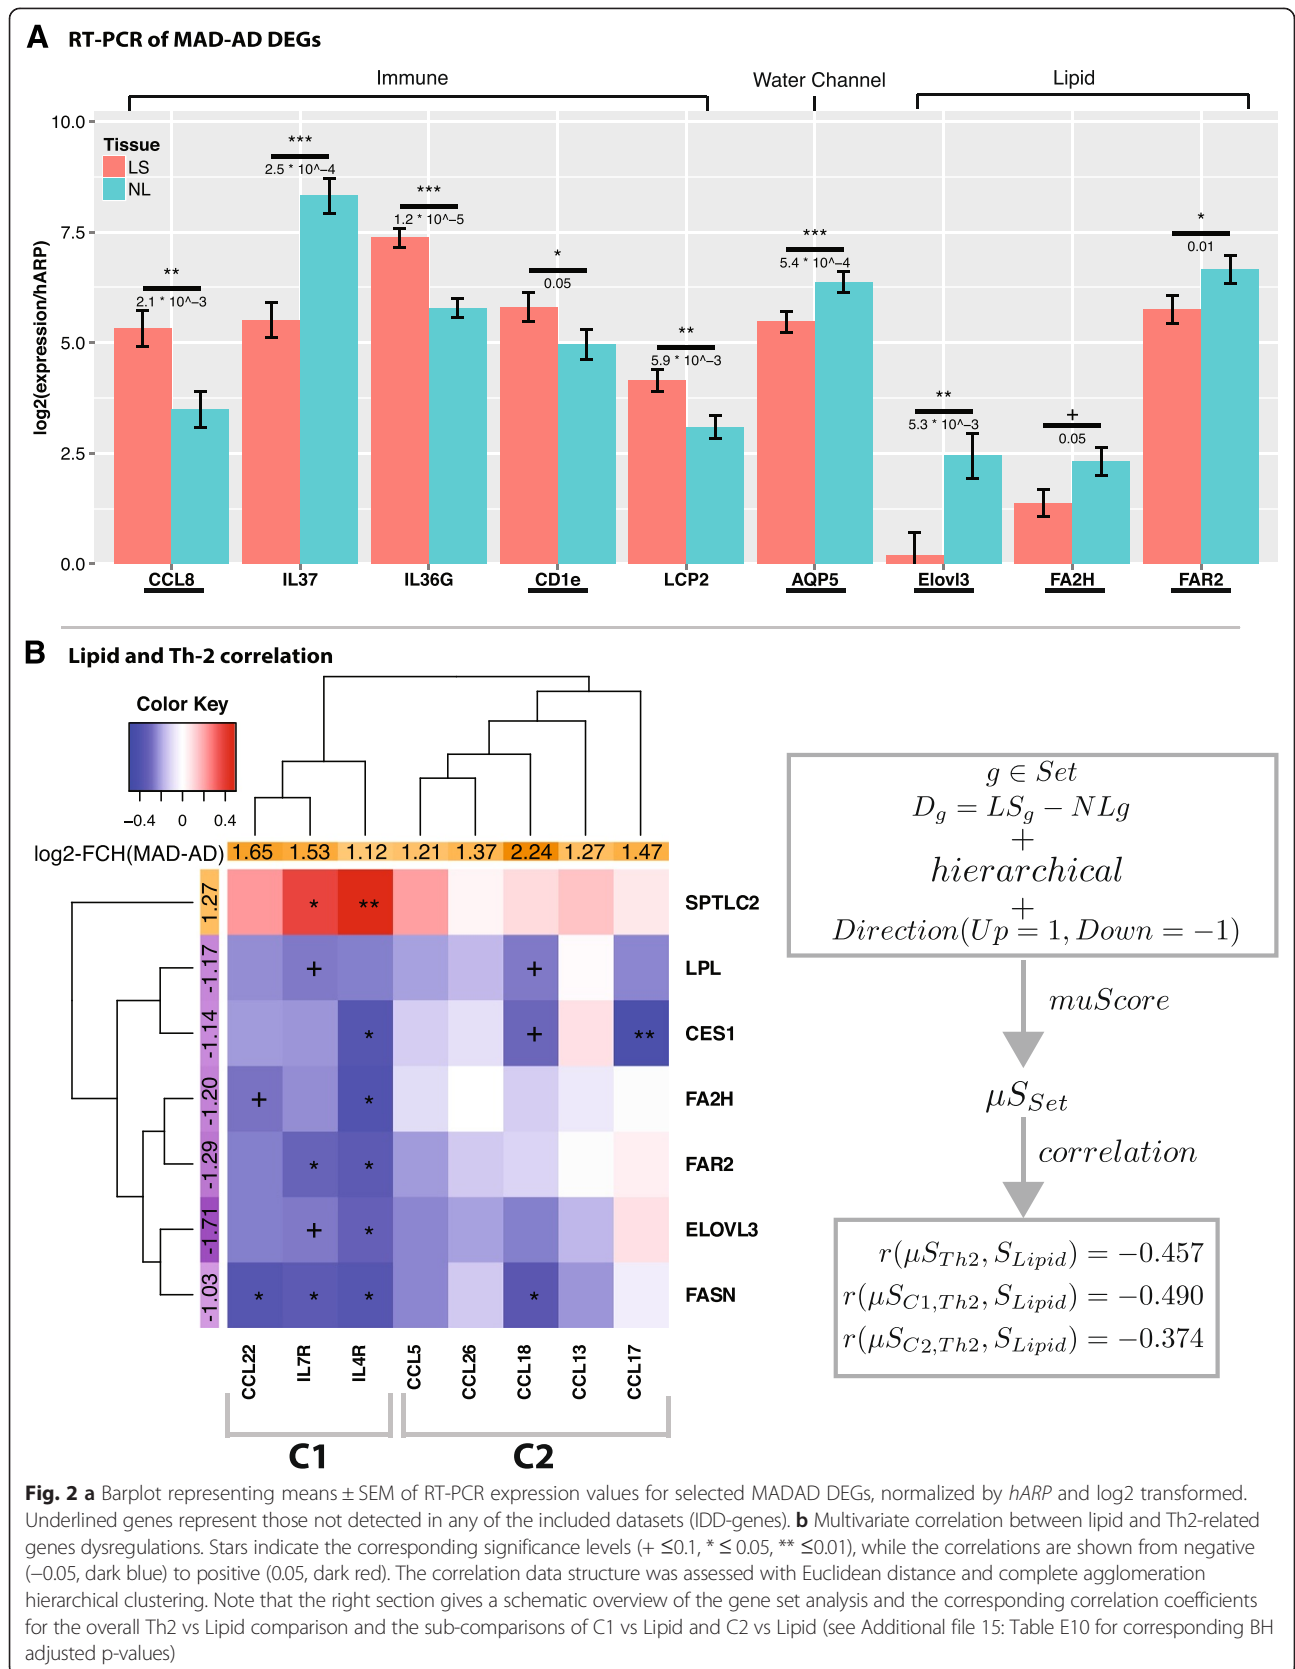 A RT-PCR of MAD-AD DEGs
Immune
Water Channel
Lipid
log2(expression/hARP)
10.0
7.5
5.0
2.5
0.0
Tissue
LS
NL
**
2.1 * 10^−3
***
2.5 * 10^−4
***
1.2 * 10^−5
*
0.05
**
5.9 * 10^−3
***
5.4 * 10^−4
**
5.3 * 10^−3
+
0.05
*
0.01
CCL8 IL37 IL36G CD1e LCP2 AQP5 Elovl3 FA2H FAR2
B Lipid and Th-2 correlation
Color Key
−0.4 0 0.4
log2-FCH(MAD-AD) 1.65 1.53 1.12 1.21 1.37 2.24 1.27 1.47
1.27 * ** SPTLC2
-1.17 + + LPL
-1.14 * + ** CES1
-1.20 + * FA2H
-1.29 * * FAR2
-1.71 + * ELOVL3
-1.03 * * * * FASN
CCL22 IL7R IL4R CCL5 CCL26 CCL18 CCL13 CCL17
C1 C2
g ∈ Set
D_g = LS_g − NLg
+
hierarchical
+
Direction(Up = 1, Down = −1)
muScore
μS_Set
correlation
r(μS_Th2, S_Lipid) = −0.457
r(μS_C1,Th2, S_Lipid) = −0.490
r(μS_C2,Th2, S_Lipid) = −0.374
Fig. 2 a Barplot representing means ± SEM of RT-PCR expression values for selected MADAD DEGs, normalized by hARP and log2 transformed.
Underlined genes represent those not detected in any of the included datasets (IDD-genes). b Multivariate correlation between lipid and Th2-related
genes dysregulations. Stars indicate the corresponding significance levels (+ ≤0.1, * ≤ 0.05, ** ≤0.01), while the correlations are shown from negative
(−0.05, dark blue) to positive (0.05, dark red). The correlation data structure was assessed with Euclidean distance and complete agglomeration
hierarchical clustering. Note that the right section gives a schematic overview of the gene set analysis and the corresponding correlation coefficients
for the overall Th2 vs Lipid comparison and the sub-comparisons of C1 vs Lipid and C2 vs Lipid (see Additional file 15: Table E10 for corresponding BH
adjusted p-values)